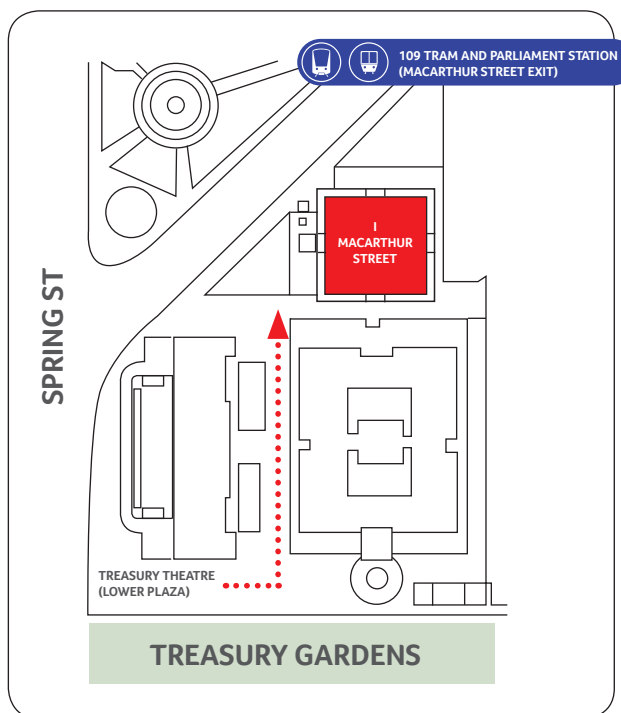 109 TRAM AND PARLIAMENT STATION
(MACARTHUR STREET EXIT)
I
MACARTHUR
STREET
SPRING ST
TREASURY THEATRE
(LOWER PLAZA)
TREASURY GARDENS